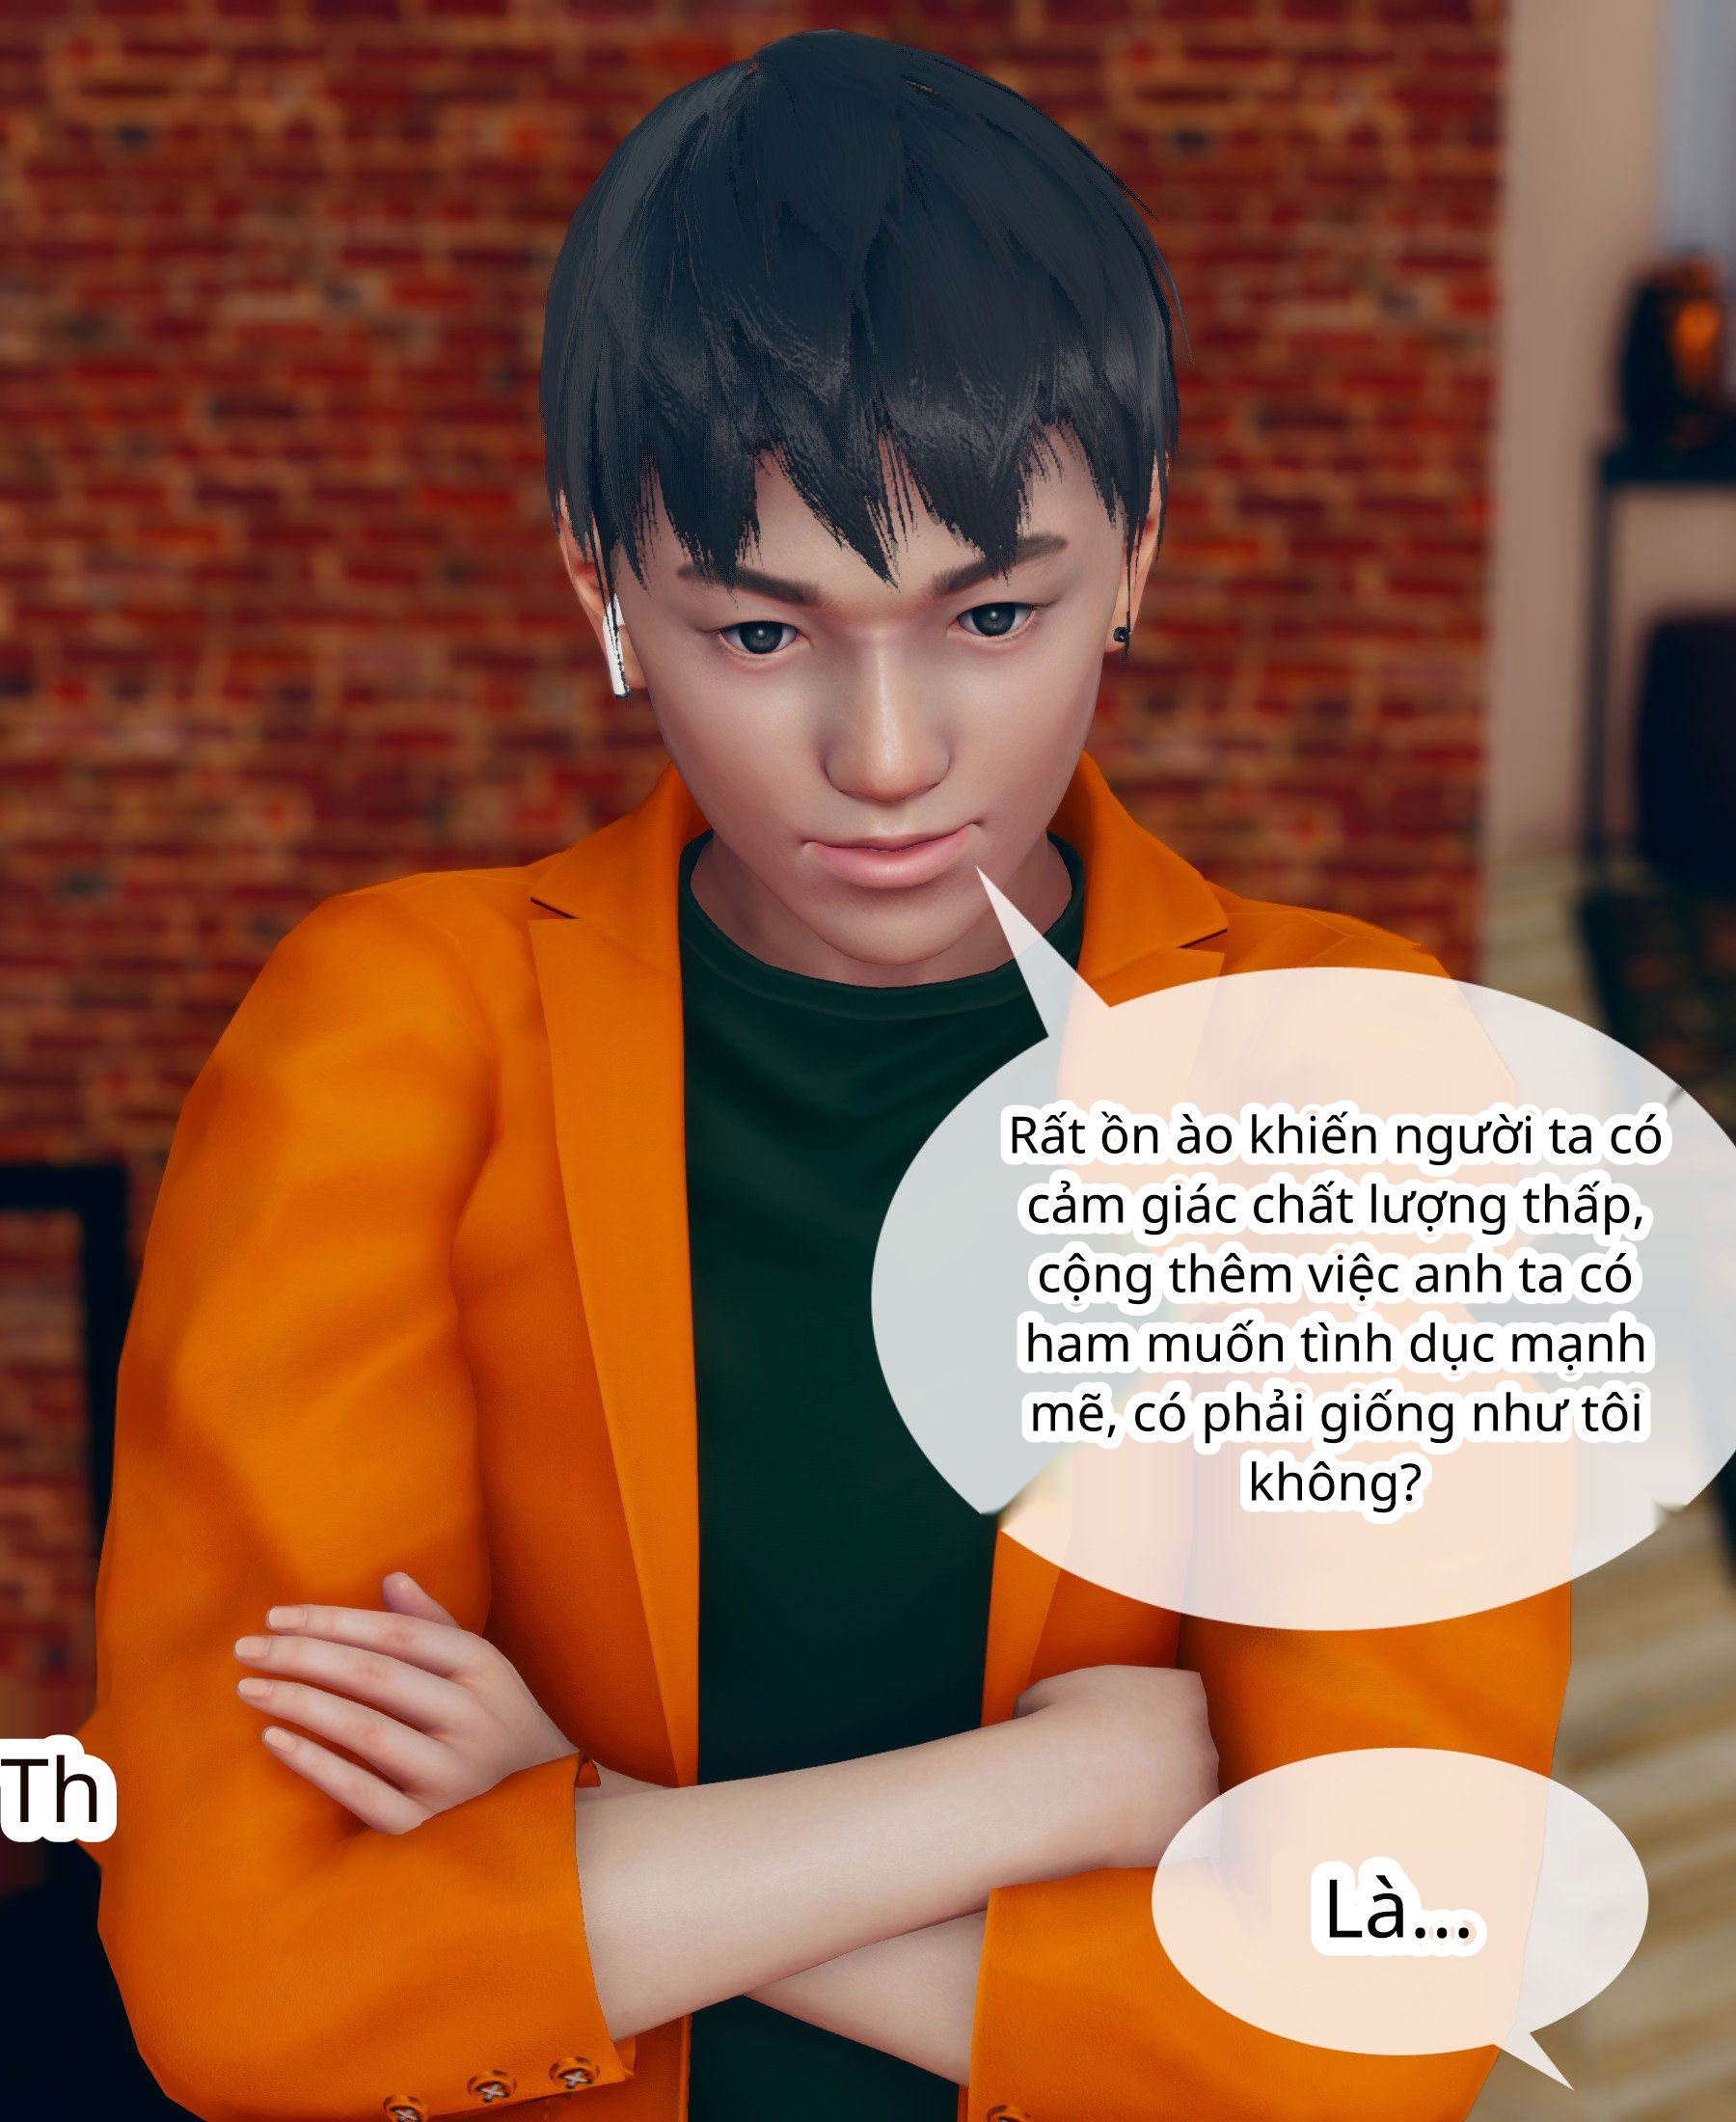 Rất ồn ào khiến người ta có
cảm giác chất lượng thấp,
cộng thêm việc anh ta có
ham muốn tình dục mạnh
mẽ, có phải giống như tôi
không?
Th
Là...